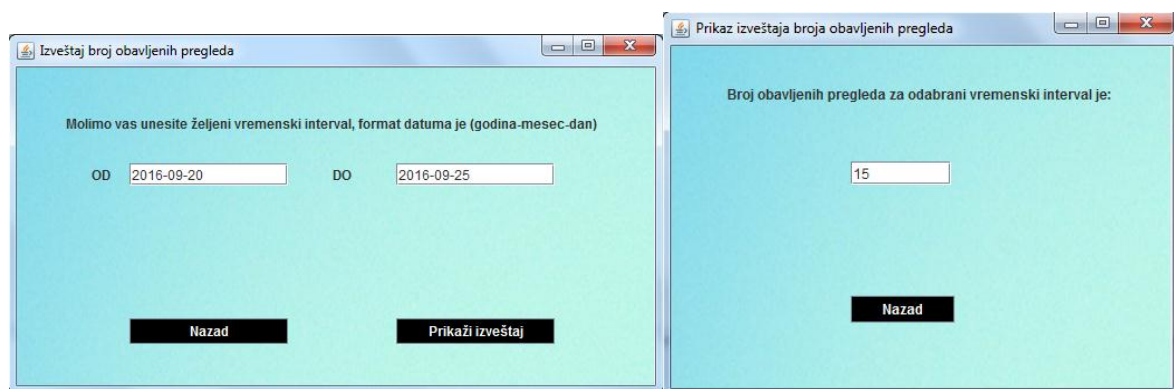 Izveštaj broj obavljenih pregleda
Molimo vas unesite željeni vremenski interval, format datuma je (godina-mesec-dan)
OD 2016-09-20 DO 2016-09-25
Nazad Prikaži izveštaj
Prikaz izveštaja broja obavljenih pregleda
Broj obavljenih pregleda za odabrani vremenski interval je:
15
Nazad